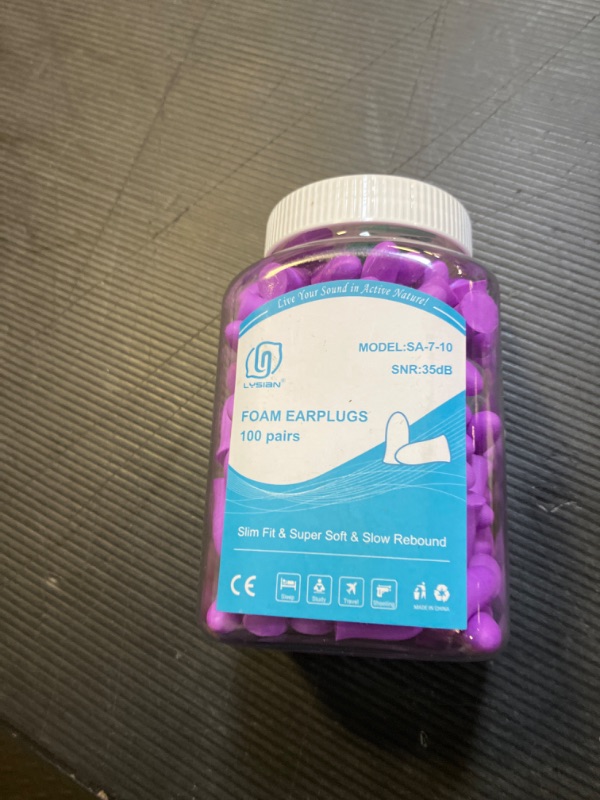 Live Your Sound in Active Nature!
MODEL:SA-7-10
SNR:35dB
LYSIAN®
FOAM EARPLUGS
100 pairs
Slim Fit & Super Soft & Slow Rebound
CE
Sleep
Study
Travel
Shooting
MADE IN CHINA